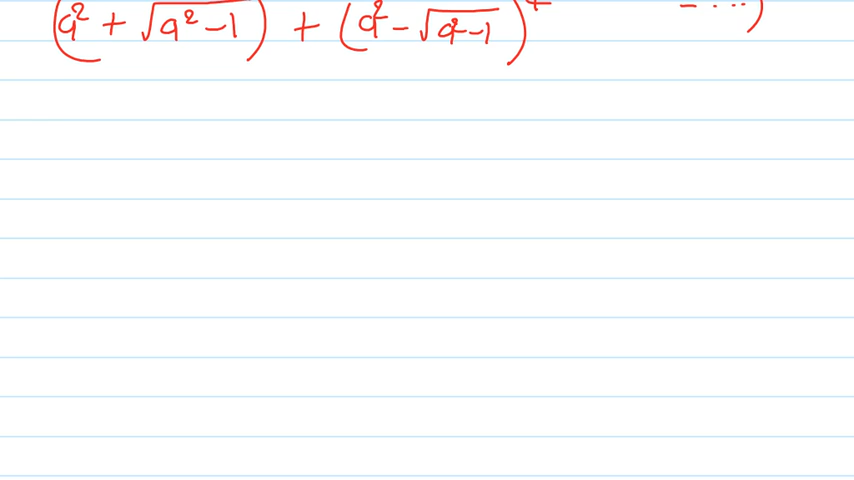 (a² + √(a² − 1)) + (a² − √(a² − 1)) - ...)